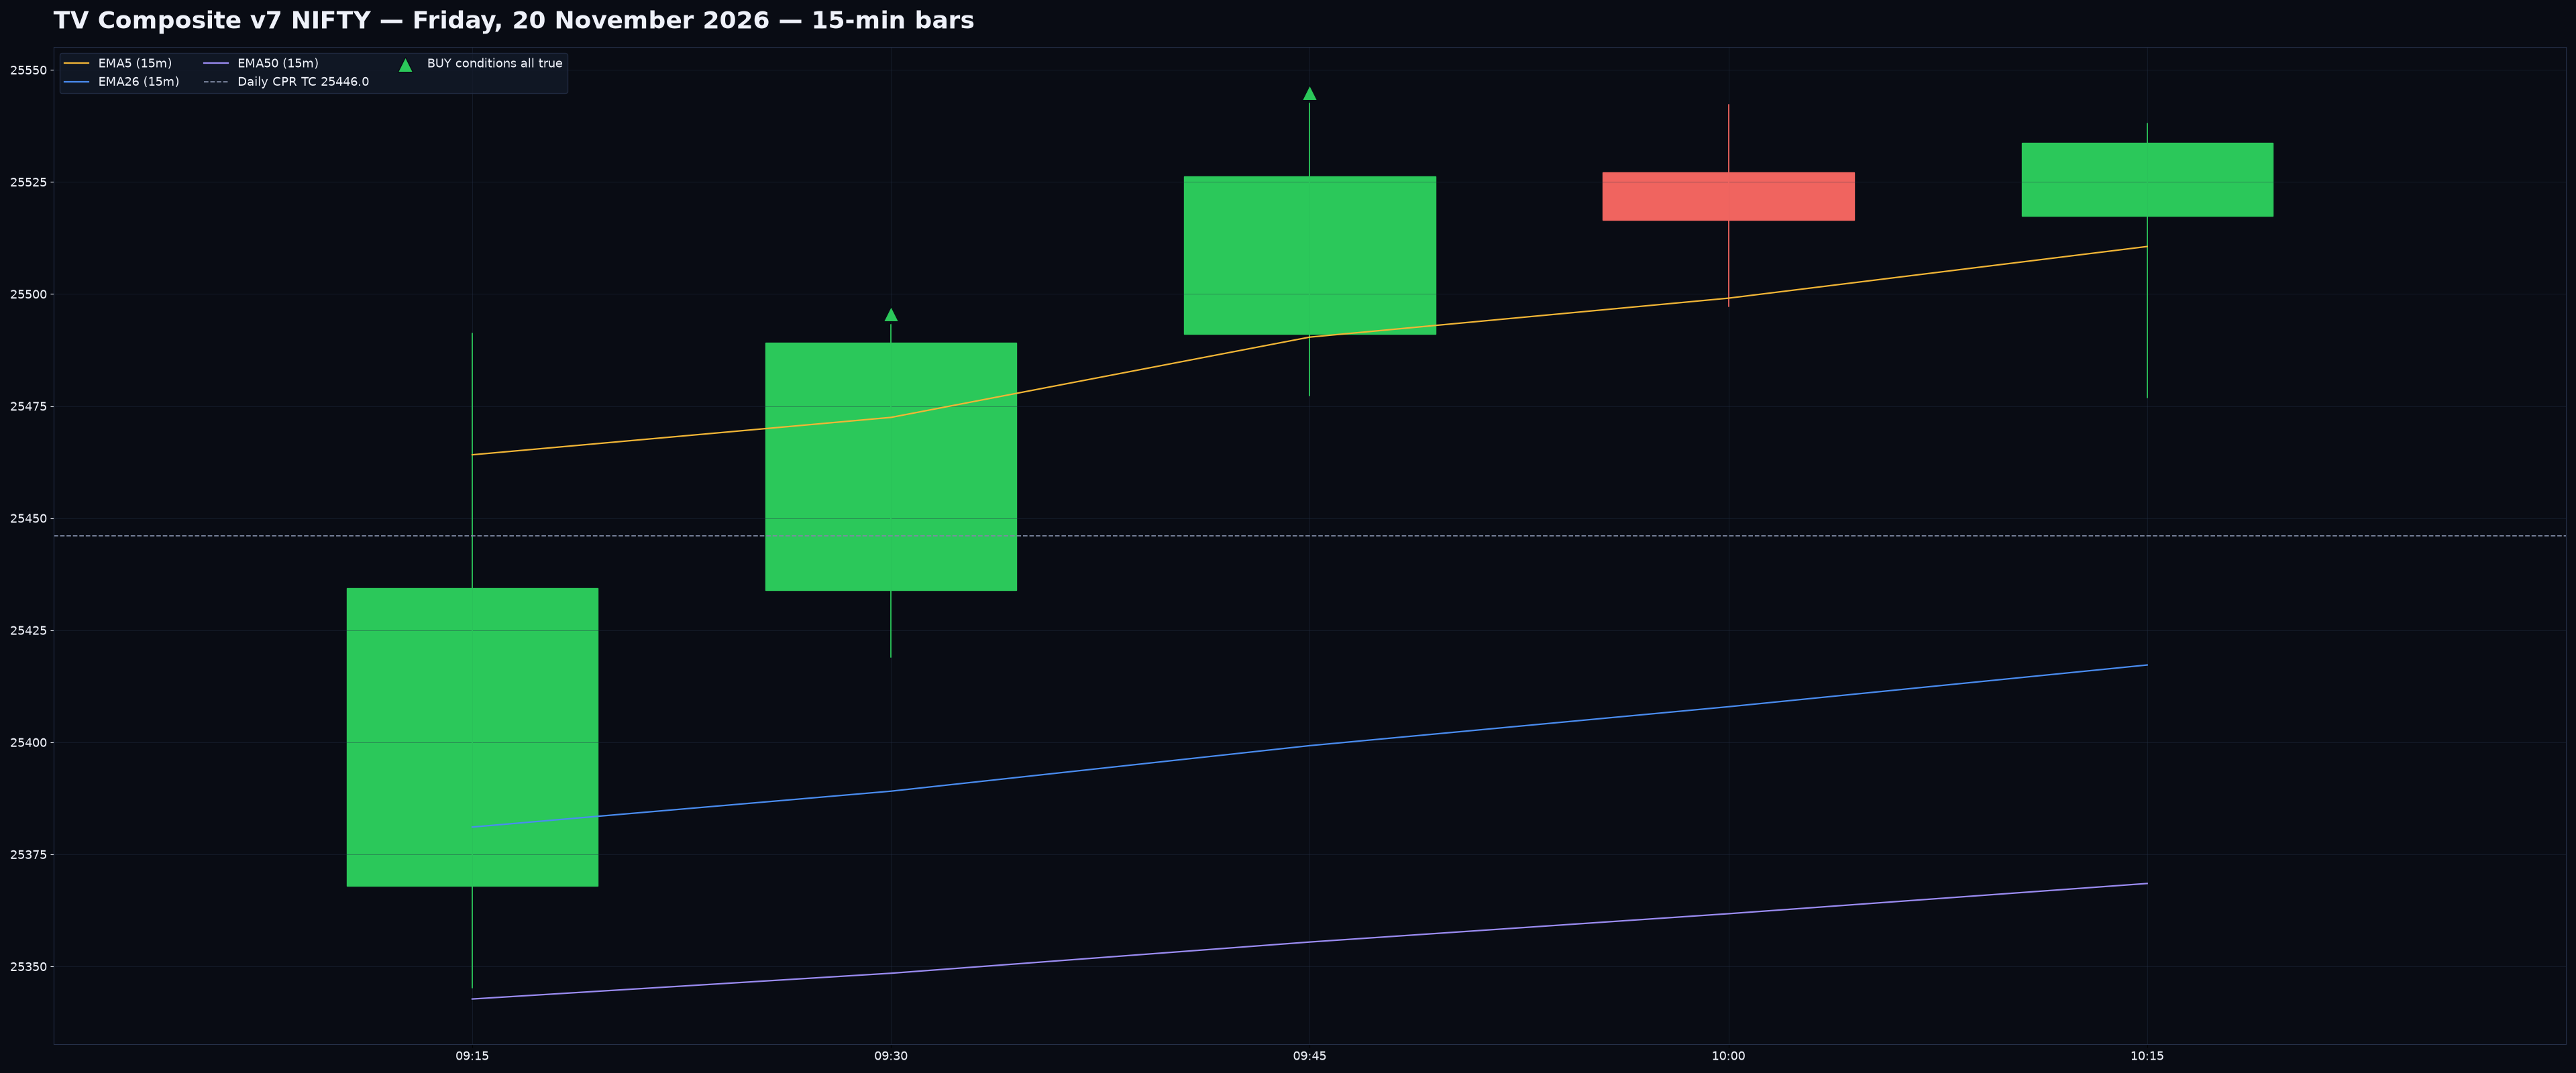 TV Composite v7 NIFTY — Friday, 20 November 2026 — 15-min bars
EMA5 (15m)
EMA26 (15m)
EMA50 (15m)
Daily CPR TC 25446.0
BUY conditions all true
25550
25525
25500
25475
25450
25425
25400
25375
25350
09:15
09:30
09:45
10:00
10:15